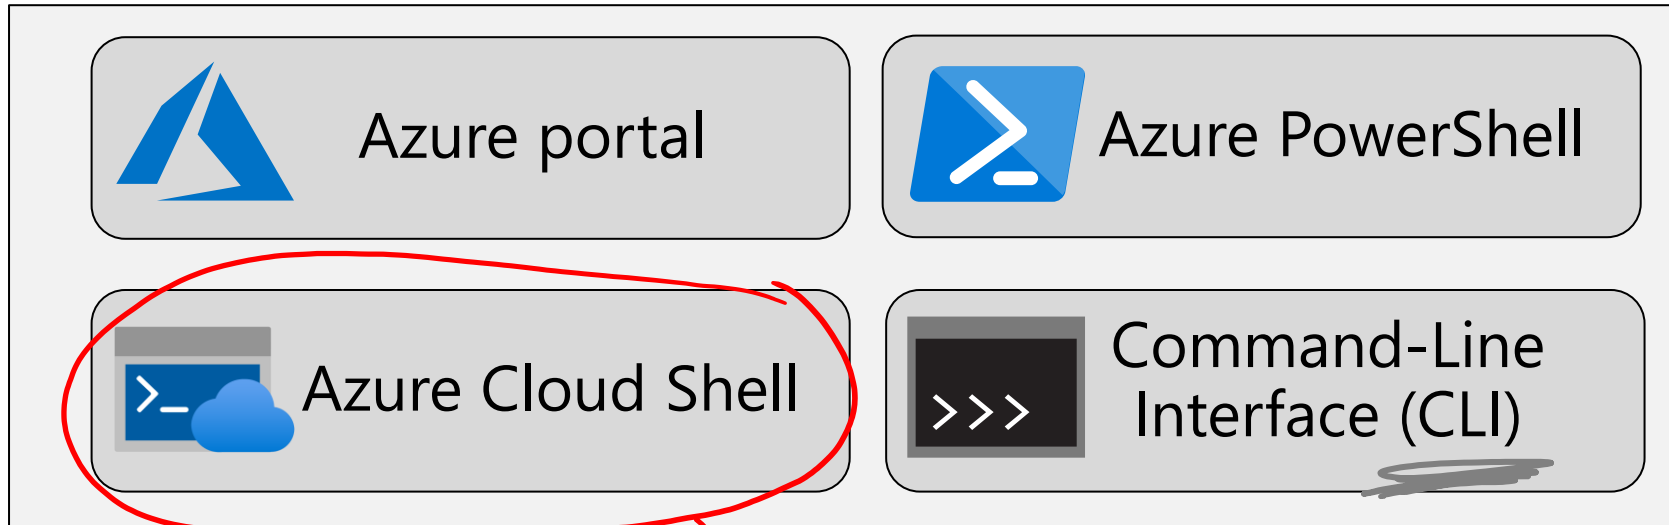 Azure portal
Azure PowerShell
Azure Cloud Shell
Command-Line
Interface (CLI)